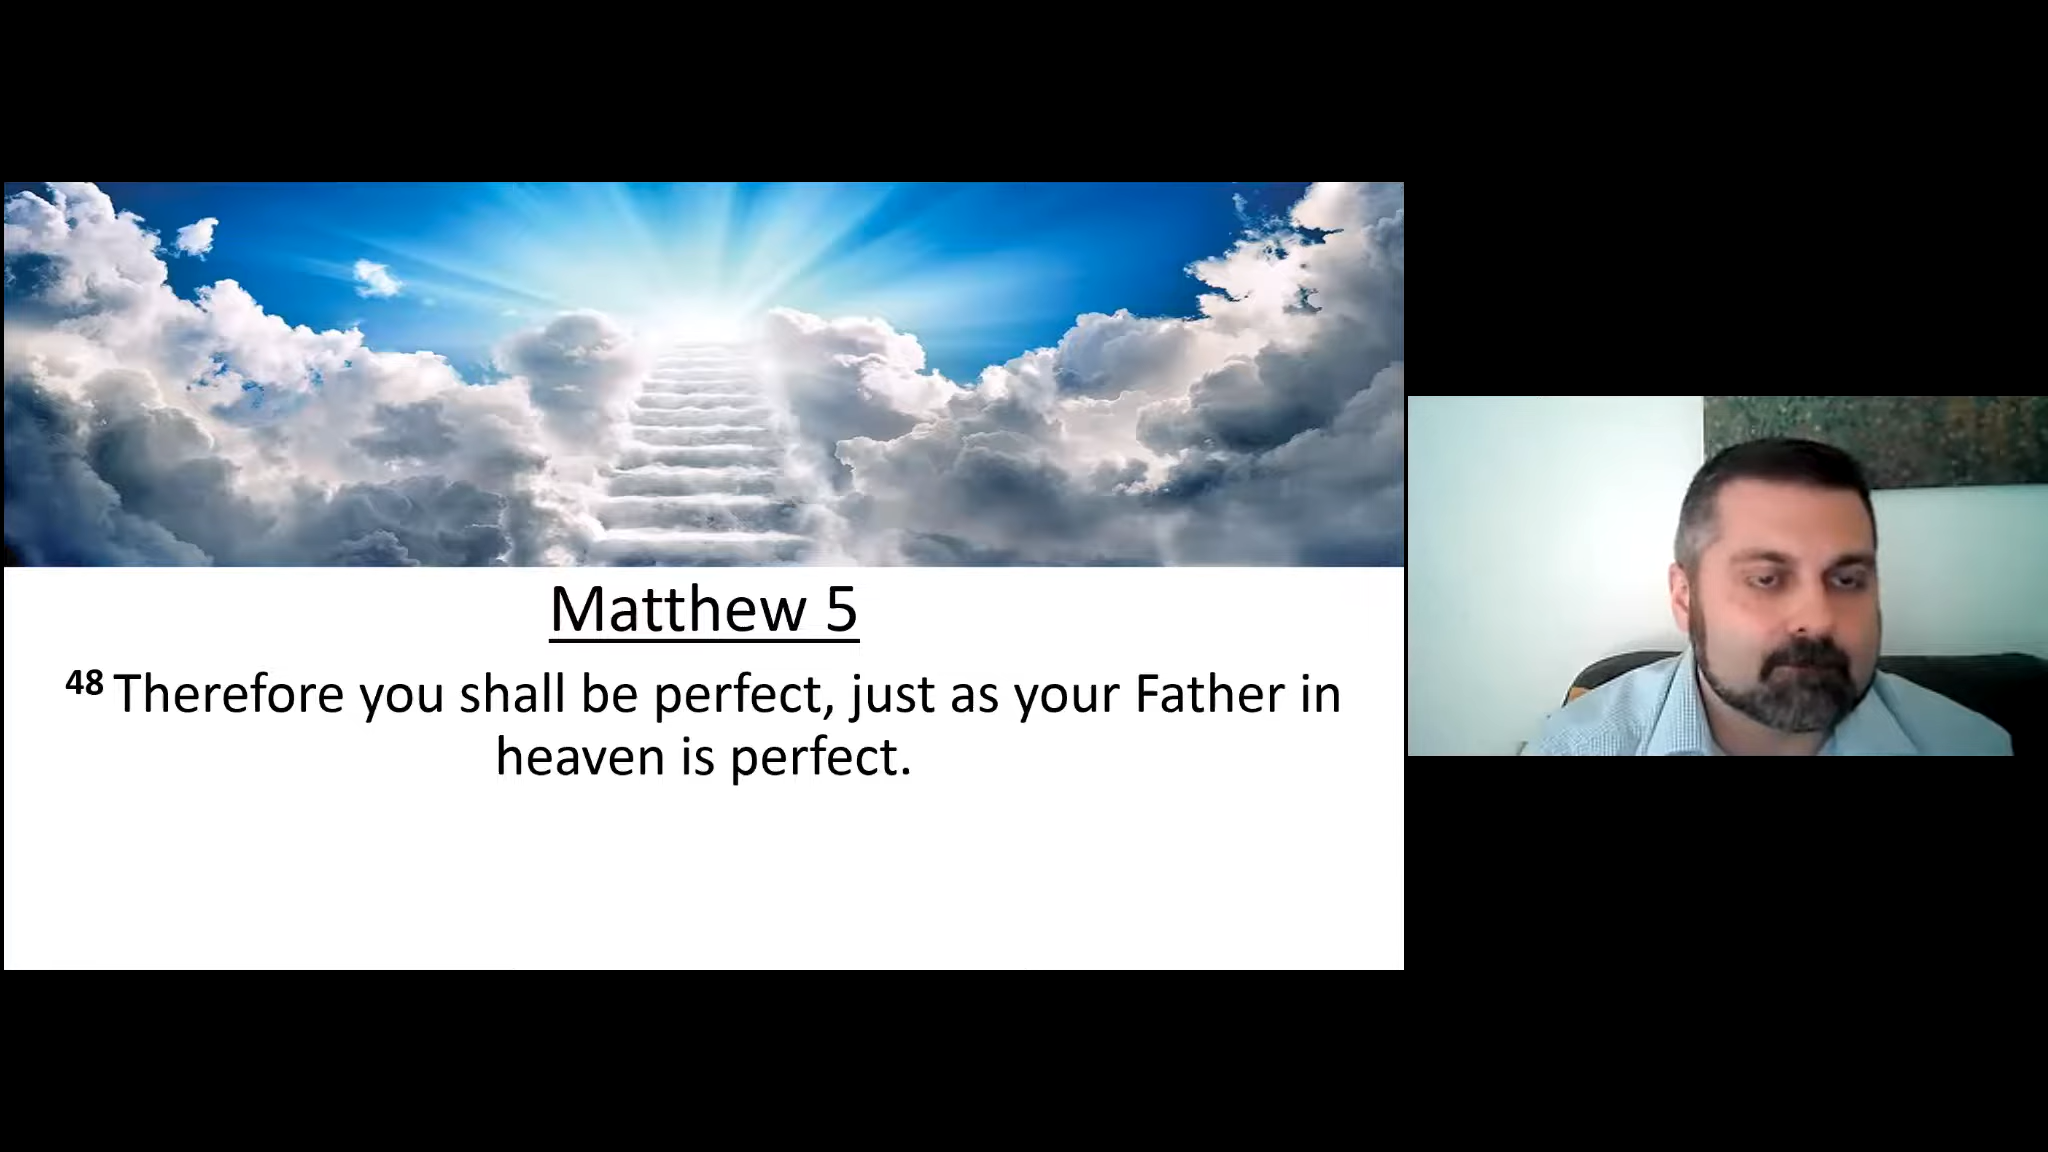 Matthew 5
48 Therefore you shall be perfect, just as your Father in
heaven is perfect.